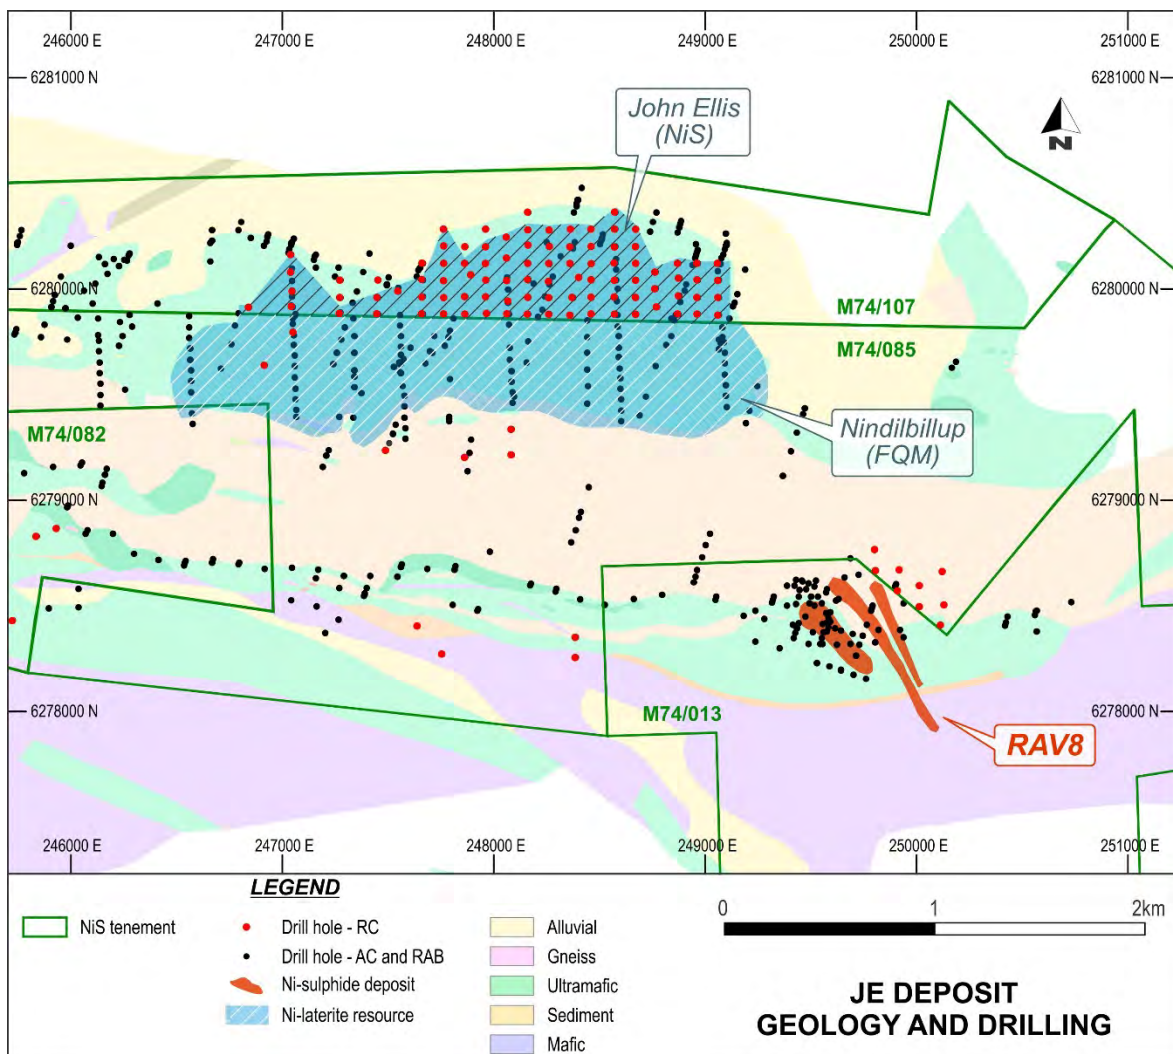 246000 E
247000 E
248000 E
249000 E
250000 E
251000 E
6281000 N
6281000 N
John Ellis
(NiS)
N
6280000 N
6280000 N
M74/107
M74/085
M74/082
Nindilbillup
(FQM)
6279000 N
6279000 N
6278000 N
M74/013
6278000 N
RAV8
246000 E
247000 E
248000 E
249000 E
250000 E
251000 E
LEGEND
NiS tenement
Drill hole - RC
Drill hole - AC and RAB
Ni-sulphide deposit
Ni-laterite resource
Alluvial
Gneiss
Ultramafic
Sediment
Mafic
0
1
2km
JE DEPOSIT
GEOLOGY AND DRILLING